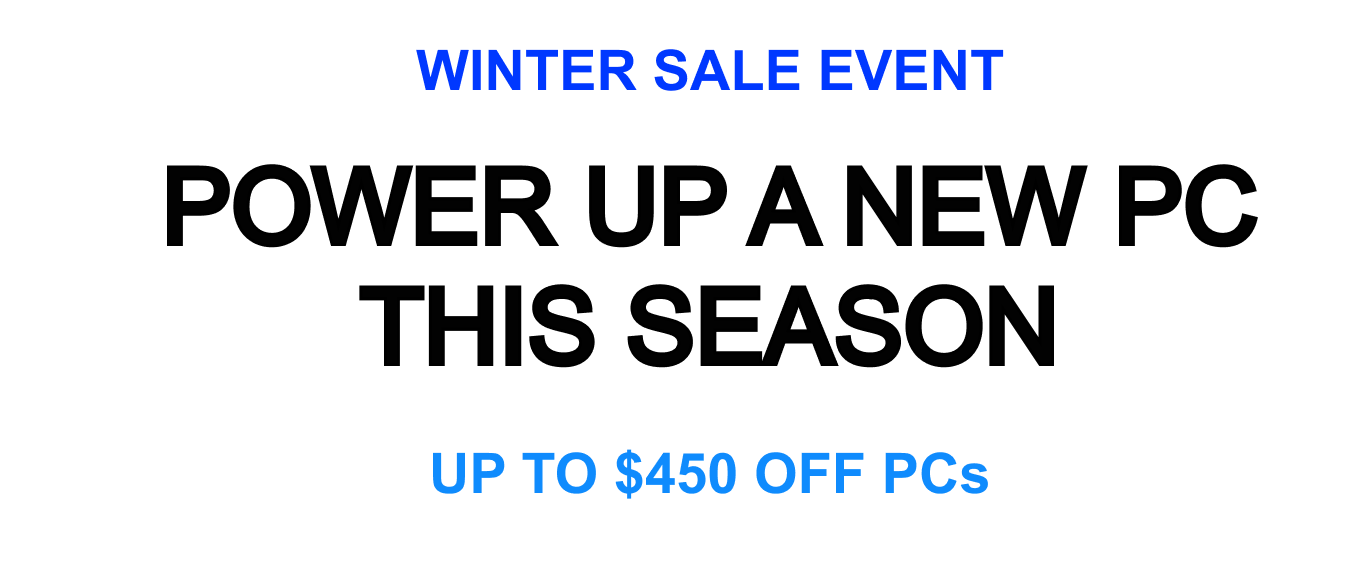 WINTER SALE EVENT
POWER UP A NEW PC
THIS SEASON
UP TO $450 OFF PCs